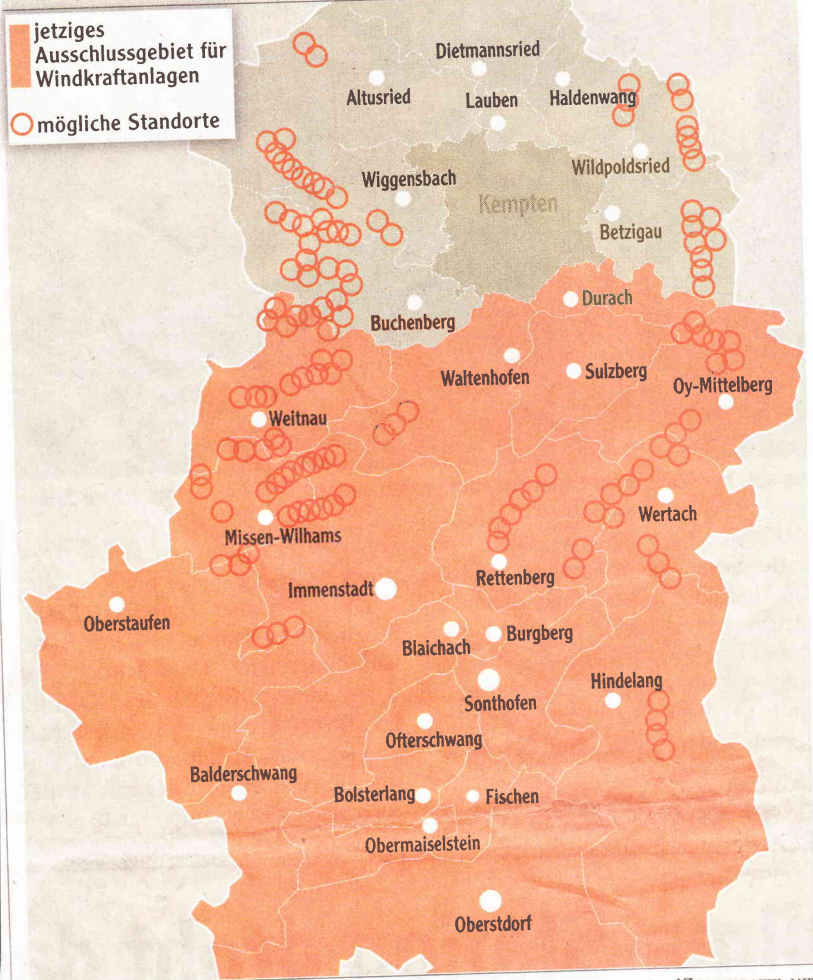 jetziges
Ausschlussgebiet für
Windkraftanlagen
mögliche Standorte
Dietmannsried
Altusried
Lauben
Haldenwang
Wildpoldsried
Wiggensbach
Kempten
Betzigau
Durach
Buchenberg
Waltenhofen
Sulzberg
Oy-Mittelberg
Weitnau
Wertach
Missen-Wilhams
Rettenberg
Immenstadt
Oberstaufen
Burgberg
Blaichach
Hindelang
Sonthofen
Ofterschwang
Balderschwang
Bolsterlang
Fischen
Obermaiselstein
Oberstdorf